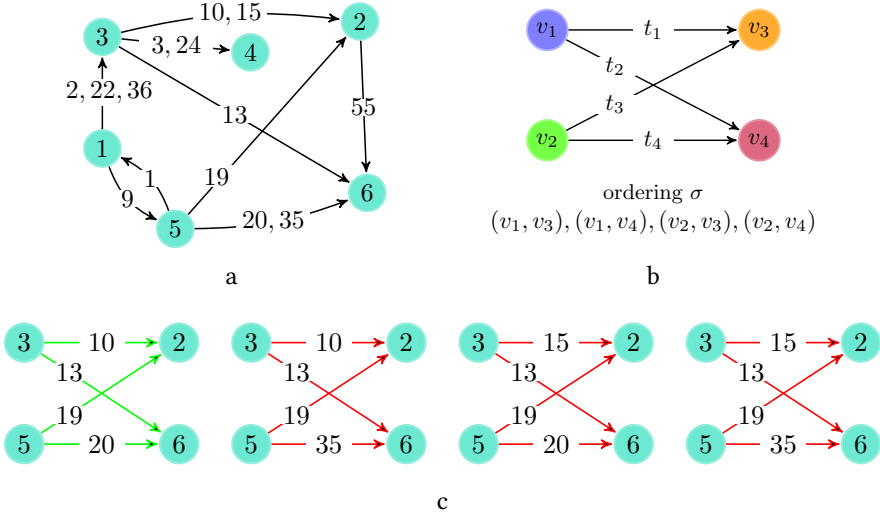 10, 15
2
3
3, 24
4
2, 22, 36
13
55
1
1
19
9
6
5
20, 35
a
v1 t1 v3
t2
t3
v2 t4 v4
ordering σ
(v1, v3), (v1, v4), (v2, v3), (v2, v4)
b
3 10 2
13
19
5 20 6
3 10 2
13
19
5 35 6
3 15 2
13
19
5 20 6
3 15 2
13
19
5 35 6
c